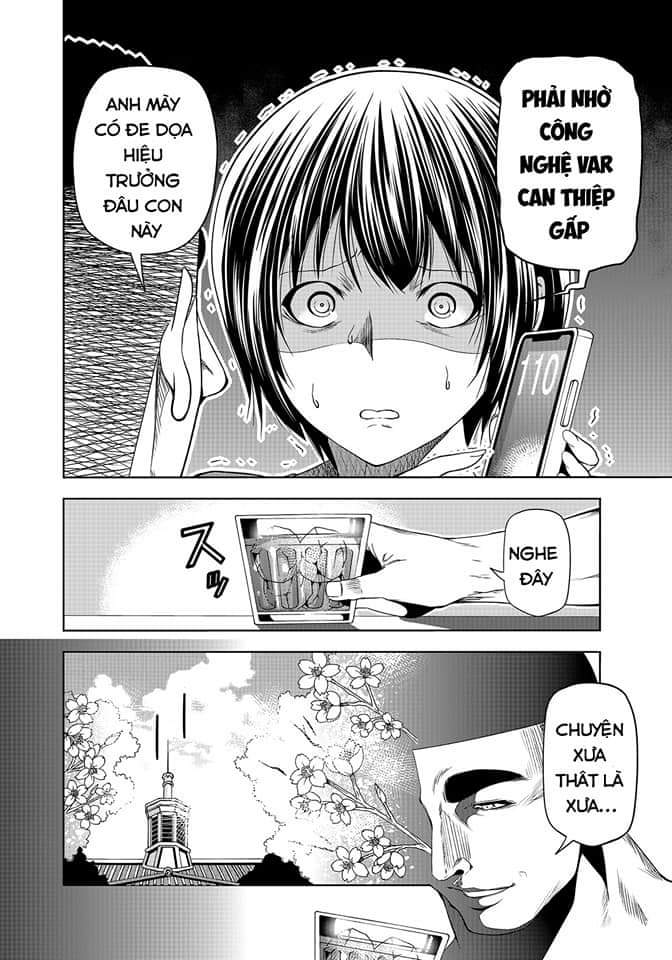 PHẢI NHỜ
CÔNG
NGHỆ VAR
CAN THIỆP
GẤP
ANH MÀY
CÓ ĐE DỌA
HIỆU
TRƯỞNG
ĐÂU CON
NÀY
110
NGHE
ĐÂY
スッ
CHUYỆN
XƯA
THẬT LÀ
XƯA...